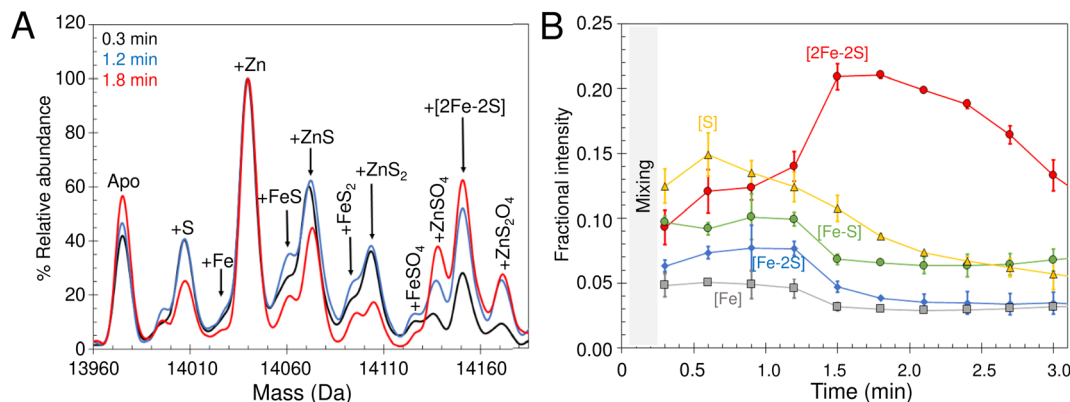 A
120
0.3 min
1.2 min
1.8 min
+Zn
100
80
60
40
20
0
% Relative abundance
Apo
+S
+Fe
+FeS
+ZnS
+FeS2
+ZnS2
+FeSO4
+ZnSO4
+[2Fe-2S]
+ZnS2O4
13960
14010
14060
14110
14160
Mass (Da)
B
0.25
0.20
0.15
0.10
0.05
0.00
Fractional intensity
Mixing
[2Fe-2S]
[S]
[Fe-S]
[Fe-2S]
[Fe]
0
0.5
1.0
1.5
2.0
2.5
3.0
Time (min)